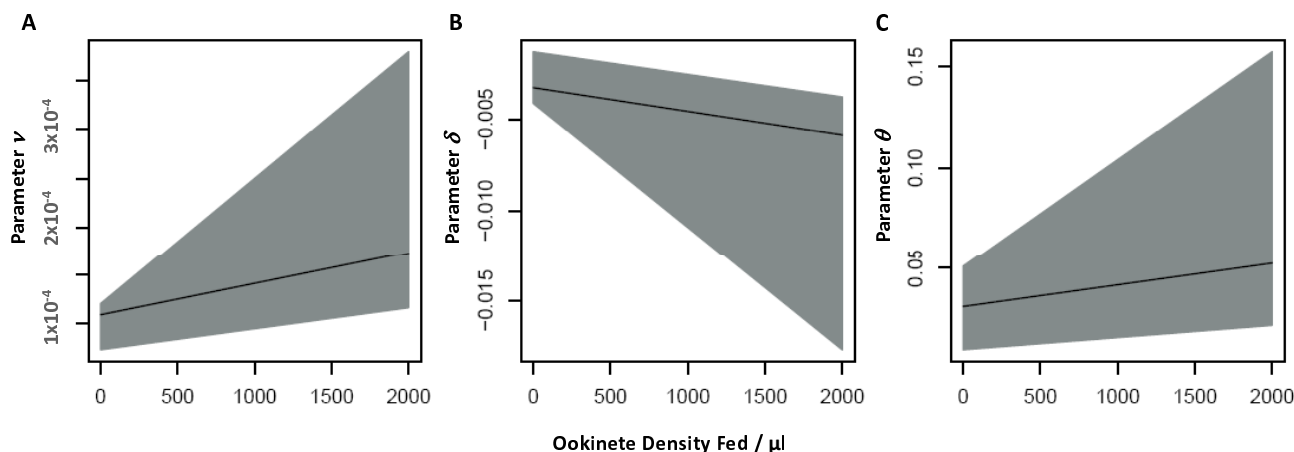 A
B
C
Parameter ν
3x10⁻⁴
2x10⁻⁴
1x10⁻⁴
0 500 1000 1500 2000
Parameter δ
−0.005
−0.010
−0.015
0 500 1000 1500 2000
Parameter θ
0.15
0.10
0.05
0 500 1000 1500 2000
Ookinete Density Fed / µl